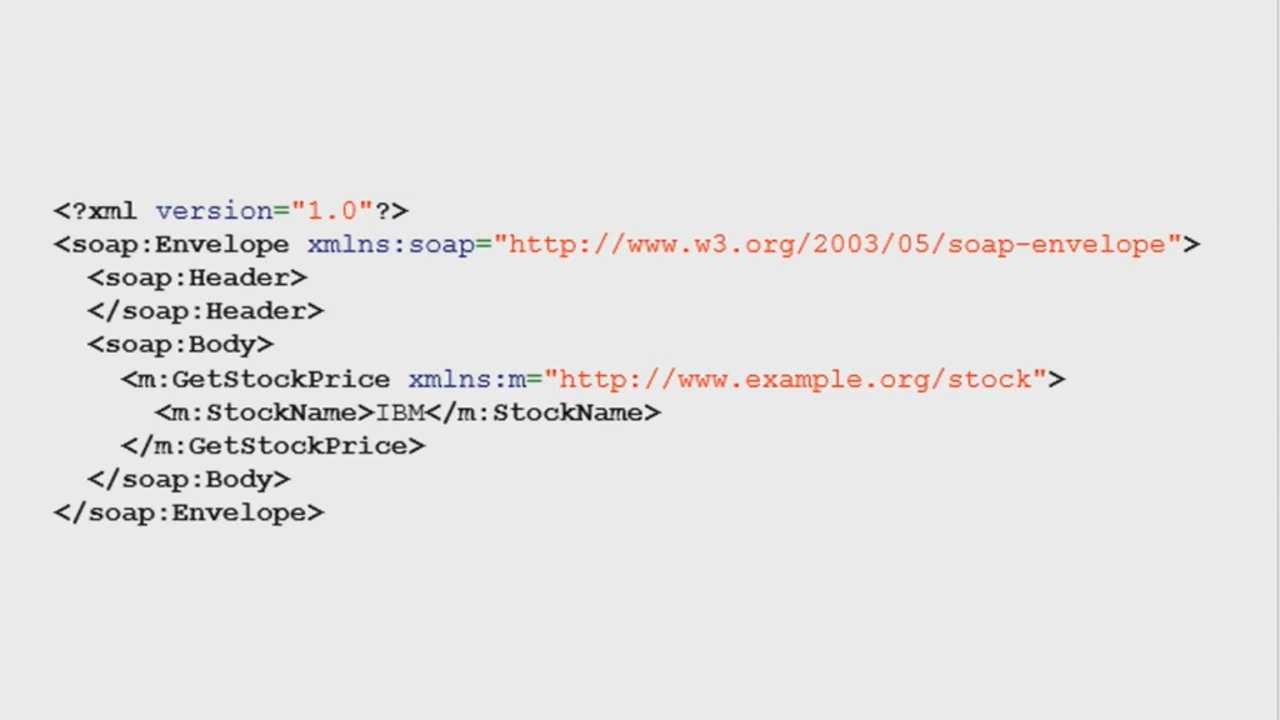 <?xml version="1.0"?>
<soap:Envelope xmlns:soap="http://www.w3.org/2003/05/soap-envelope">
  <soap:Header>
  </soap:Header>
  <soap:Body>
    <m:GetStockPrice xmlns:m="http://www.example.org/stock">
      <m:StockName>IBM</m:StockName>
    </m:GetStockPrice>
  </soap:Body>
</soap:Envelope>